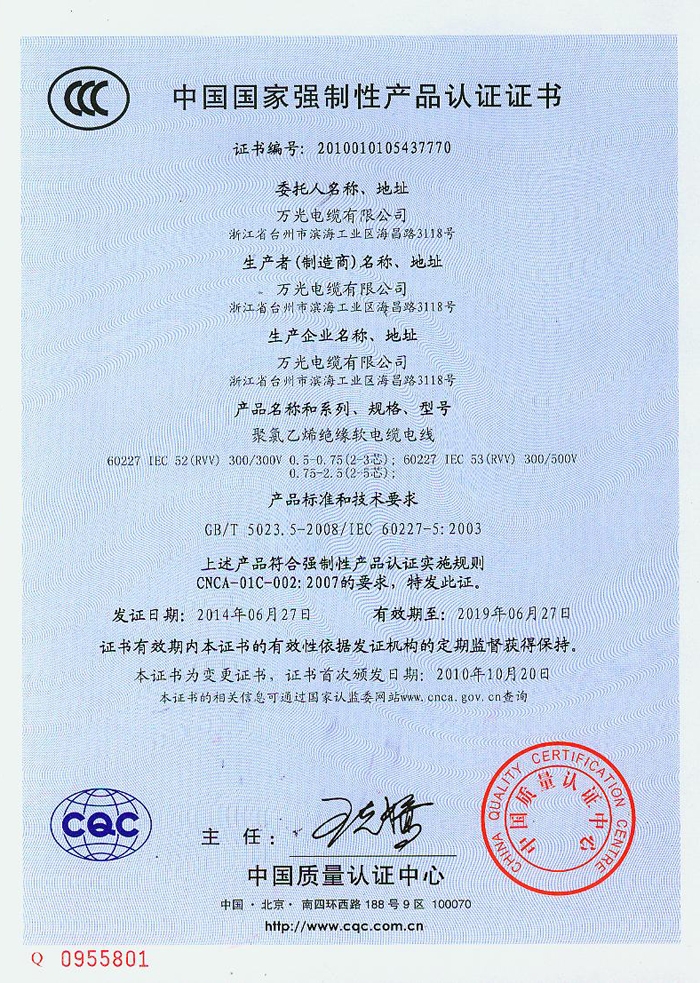 CCC
中国国家强制性产品认证证书
证书编号: 2010010105437770
委托人名称、地址
万光电缆有限公司
浙江省台州市滨海工业区海昌路3118号
生产者(制造商)名称、地址
万光电缆有限公司
浙江省台州市滨海工业区海昌路3118号
生产企业名称、地址
万光电缆有限公司
浙江省台州市滨海工业区海昌路3118号
产品名称和系列、规格、型号
聚氯乙烯绝缘软电缆电线
60227 IEC 52(RVV) 300/300V 0.5-0.75(2-3芯); 60227 IEC 53(RVV) 300/500V
0.75-2.5(2-5芯);
产品标准和技术要求
GB/T 5023.5-2008/IEC 60227-5:2003
上述产品符合强制性产品认证实施规则
CNCA-01C-002:2007的要求，特发此证。
发证日期: 2014年06月27日 有效期至: 2019年06月27日
证书有效期内本证书的有效性依据发证机构的定期监督获得保持。
本证书为变更证书，证书首次颁发日期: 2010年10月20日
本证书的相关信息可通过国家认监委网站www.cnca.gov.cn查询
CQC
主 任:
CHINA QUALITY CERTIFICATION CENTRE
中国质量认证中心
中国质量认证中心
中国·北京·南四环西路188号9区 100070
http://www.cqc.com.cn
Q 0955801